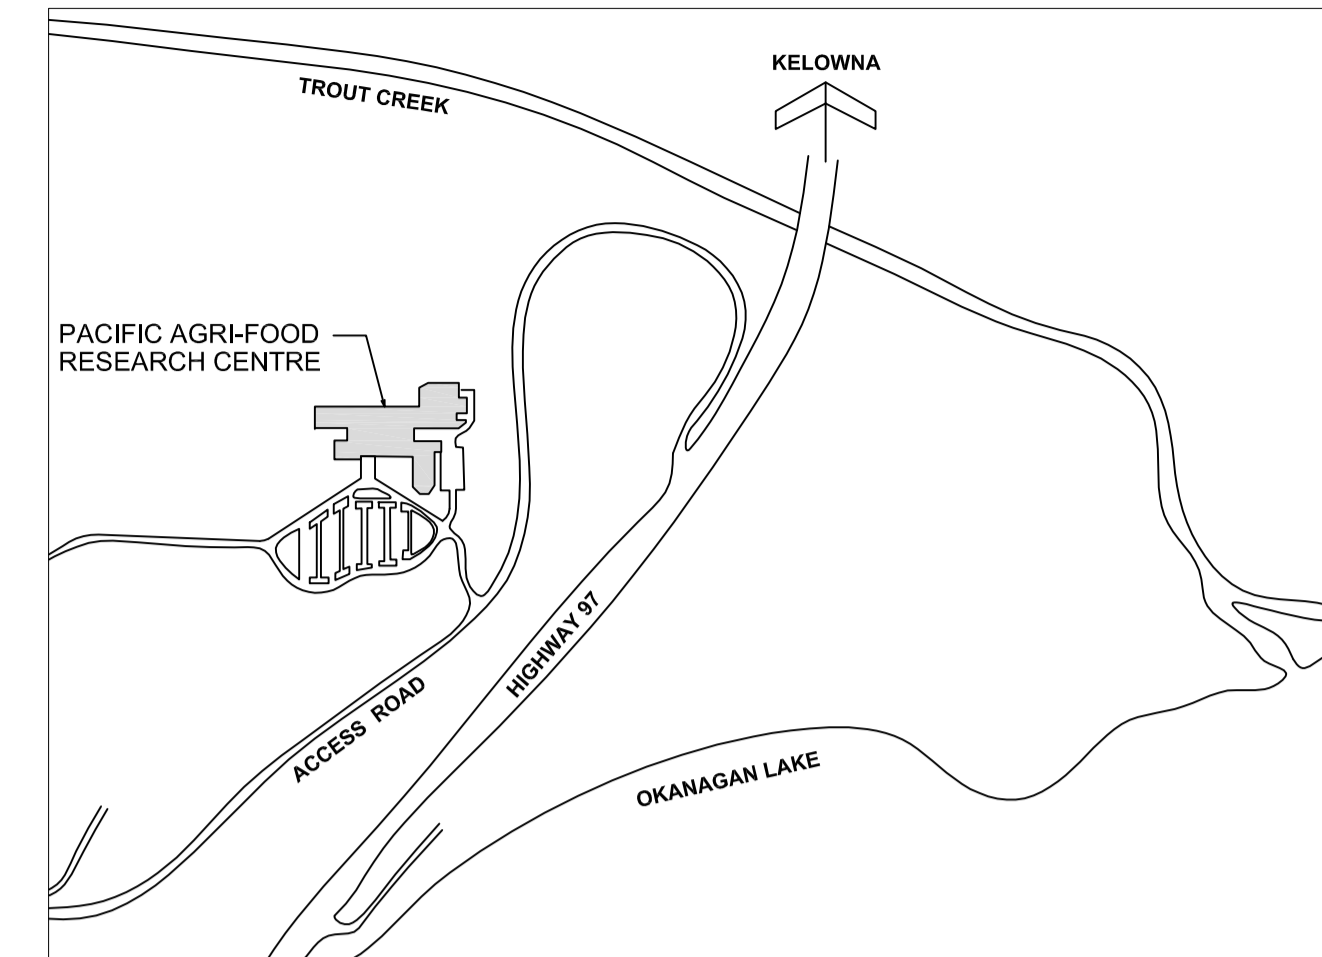 KELOWNA
TROUT CREEK
PACIFIC AGRI-FOOD
RESEARCH CENTRE
HIGHWAY 97
ACCESS ROAD
OKANAGAN LAKE